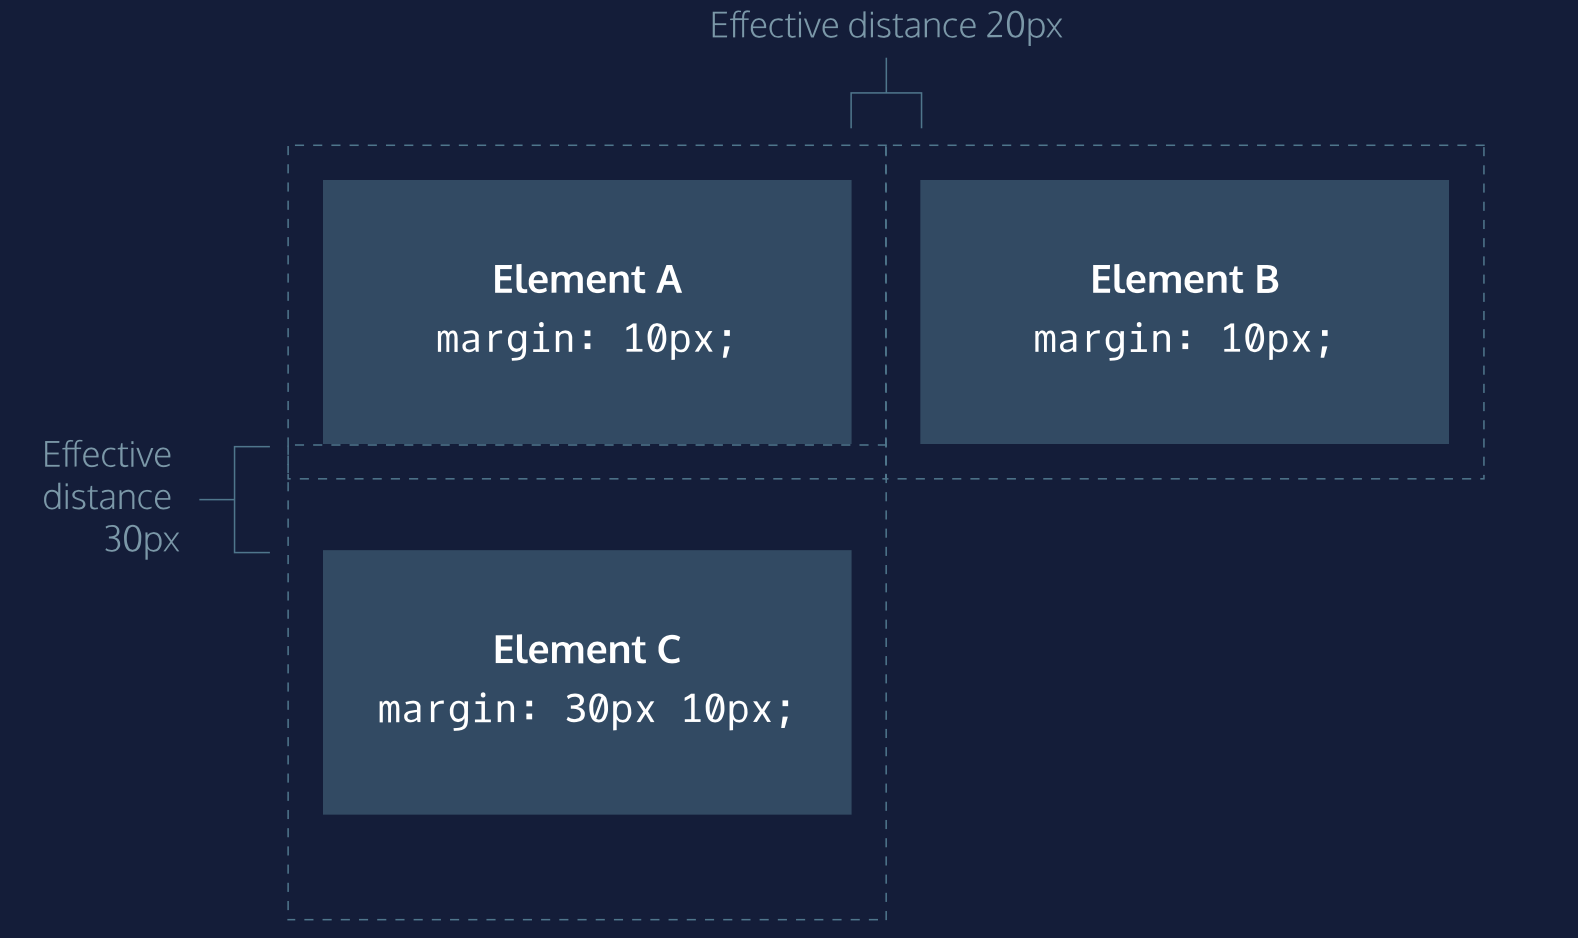 Effective distance 20px
Element A
margin: 10px;
Element B
margin: 10px;
Effective
distance
30px
Element C
margin: 30px 10px;